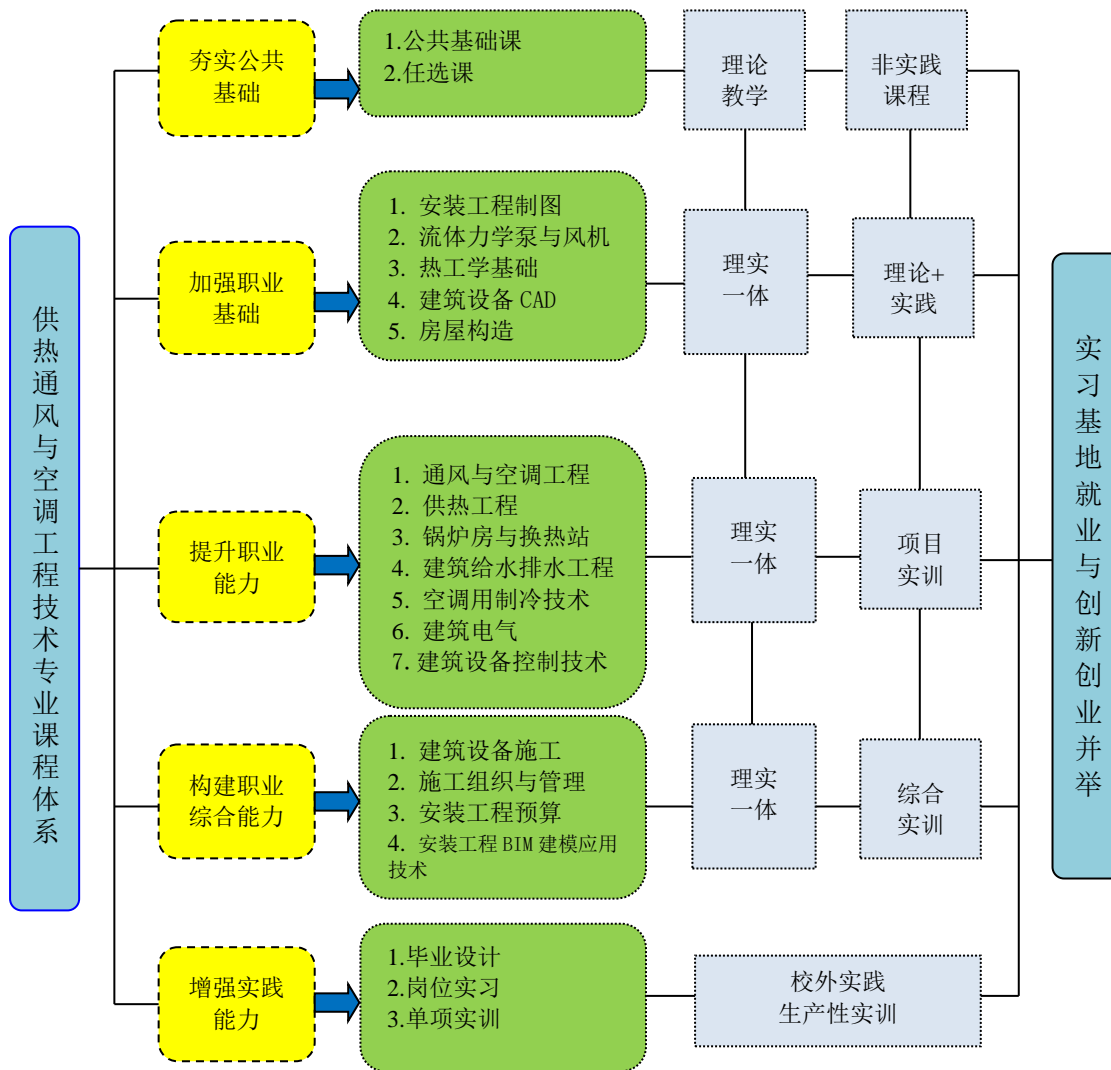 供热通风与空调工程技术专业课程体系
夯实公共
基础
1.公共基础课
2.任选课
理论
教学
非实践
课程
加强职业
基础
1. 安装工程制图
2. 流体力学泵与风机
3. 热工学基础
4. 建筑设备 CAD
5. 房屋构造
理实
一体
理论+
实践
提升职业
能力
1. 通风与空调工程
2. 供热工程
3. 锅炉房与换热站
4. 建筑给水排水工程
5. 空调用制冷技术
6. 建筑电气
7. 建筑设备控制技术
理实
一体
项目
实训
构建职业
综合能力
1. 建筑设备施工
2. 施工组织与管理
3. 安装工程预算
4. 安装工程 BIM 建模应用
技术
理实
一体
综合
实训
增强实践
能力
1.毕业设计
2.岗位实习
3.单项实训
校外实践
生产性实训
实习基地就业与创新创业并举